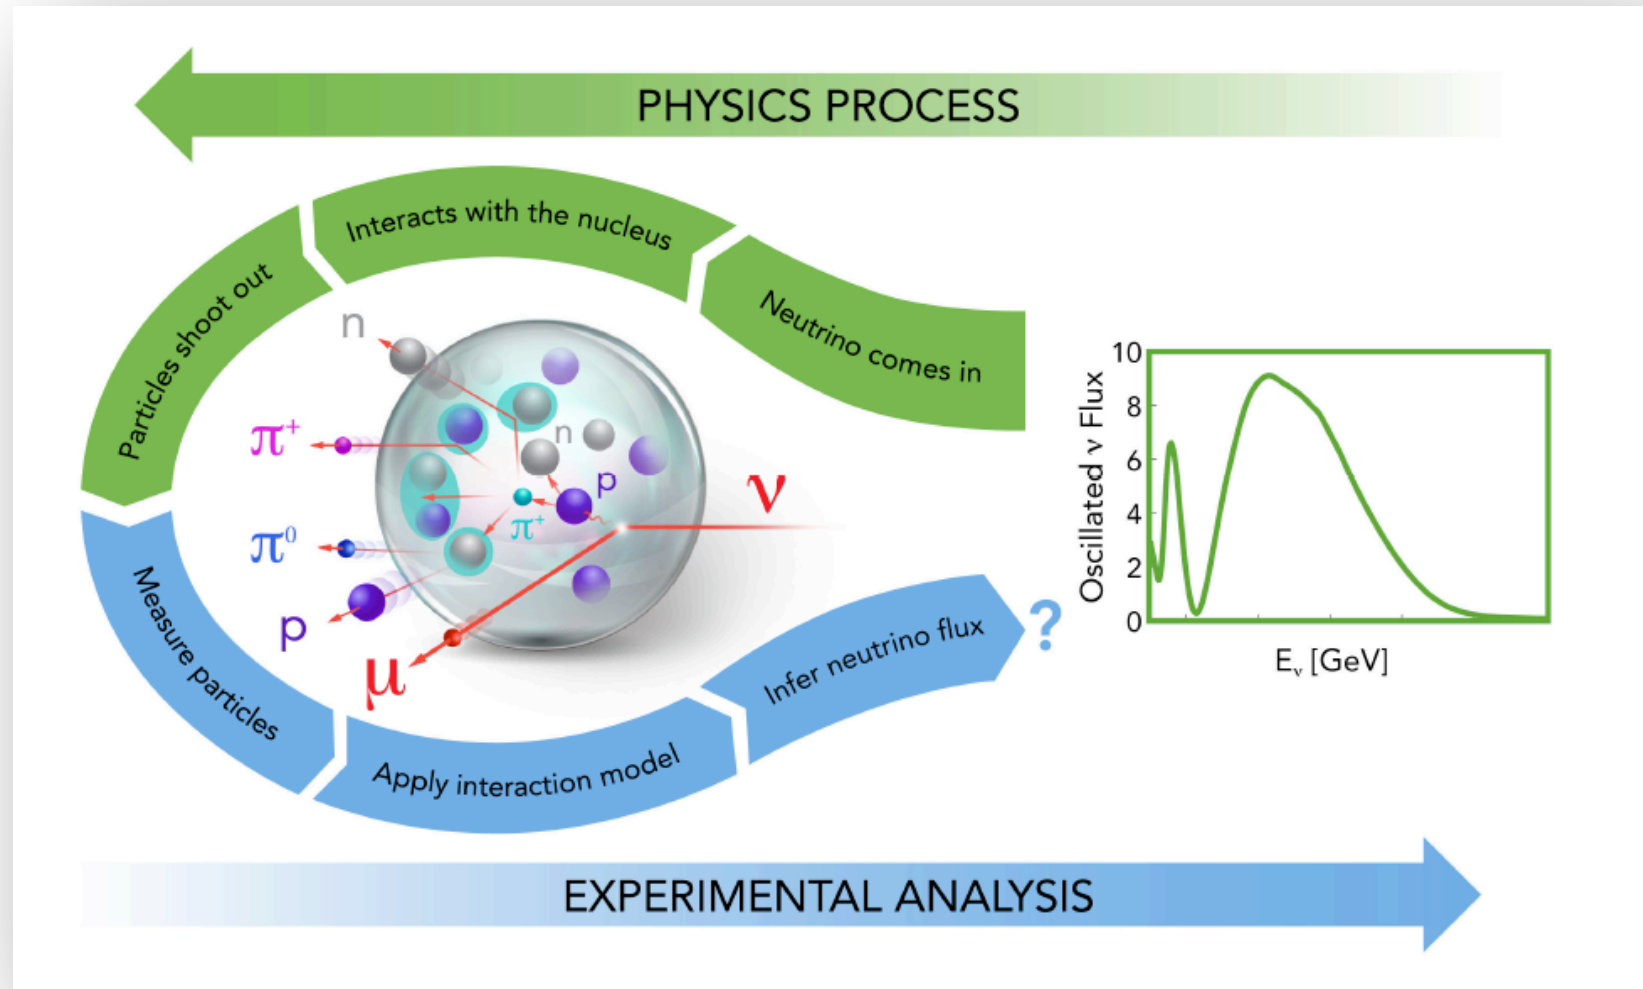 PHYSICS PROCESS
Interacts with the nucleus
Particles shoot out
Neutrino comes in
n
π⁺
π⁰
p
μ
n
p
π⁺
ν
Oscillated ν Flux
10
8
6
4
2
0
E_ν [GeV]
Measure particles
Apply interaction model
Infer neutrino flux
?
EXPERIMENTAL ANALYSIS